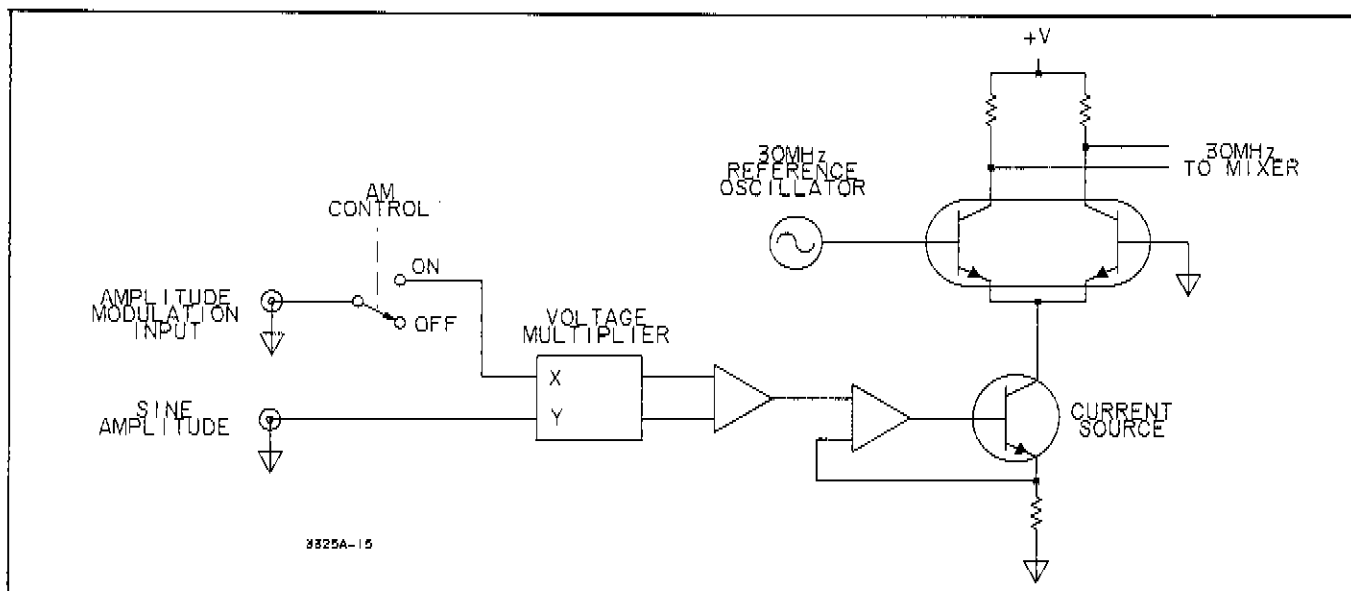 +V
30MHz
REFERENCE
OSCILLATOR
30MHz
TO MIXER
AM
CONTROL
ON
OFF
AMPLITUDE
MODULATION
INPUT
VOLTAGE
MULTIPLIER
X
Y
SINE
AMPLITUDE
CURRENT
SOURCE
3325A-15